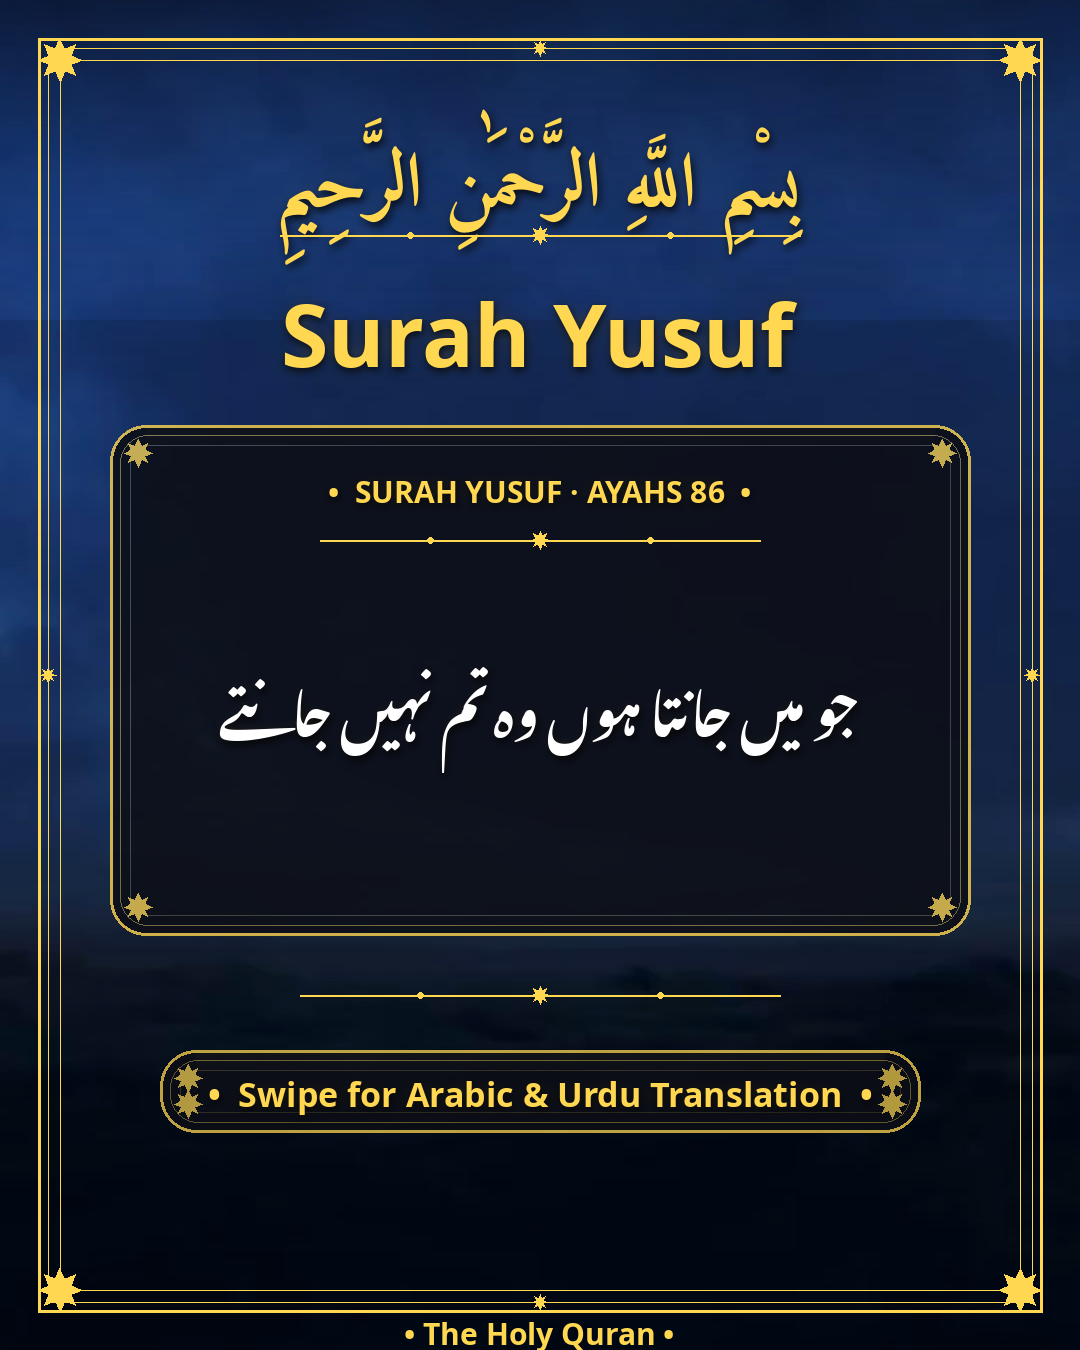 بِسْمِ اللَّهِ الرَّحْمَٰنِ الرَّحِيمِ
Surah Yusuf
• SURAH YUSUF · AYAHS 86 •
جو میں جانتا ہوں وہ تم نہیں جانتے
• Swipe for Arabic & Urdu Translation •
• The Holy Quran •